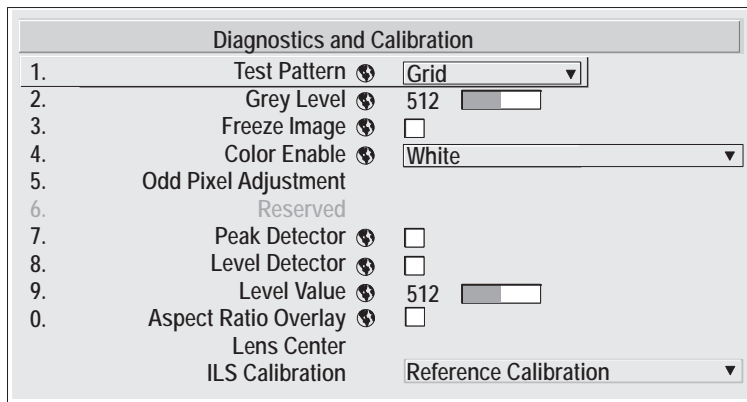 Diagnostics and Calibration
1. Test Pattern Grid
2. Grey Level 512
3. Freeze Image
4. Color Enable White
5. Odd Pixel Adjustment
6. Reserved
7. Peak Detector
8. Level Detector
9. Level Value 512
0. Aspect Ratio Overlay
Lens Center
ILS Calibration Reference Calibration